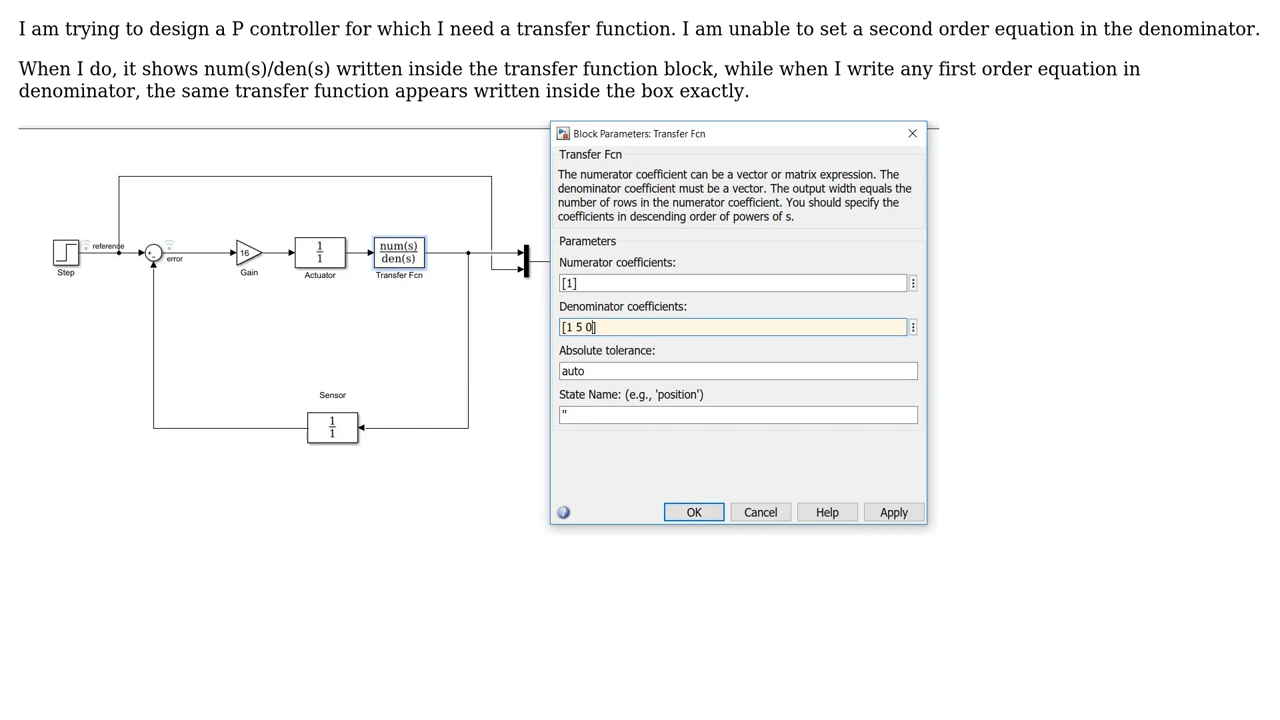 I am trying to design a P controller for which I need a transfer function. I am unable to set a second order equation in the denominator.
When I do, it shows num(s)/den(s) written inside the transfer function block, while when I write any first order equation in
denominator, the same transfer function appears written inside the box exactly.
Block Parameters: Transfer Fcn
Transfer Fcn
The numerator coefficient can be a vector or matrix expression. The
denominator coefficient must be a vector. The output width equals the
number of rows in the numerator coefficient. You should specify the
coefficients in descending order of powers of s.
Parameters
Numerator coefficients:
[1]
Denominator coefficients:
[1 5 0]
Absolute tolerance:
auto
State Name: (e.g., 'position')
''
OK Cancel Help Apply
reference
Step
+
-
error
16
Gain
1
1
Actuator
num(s)
den(s)
Transfer Fcn
Sensor
1
1